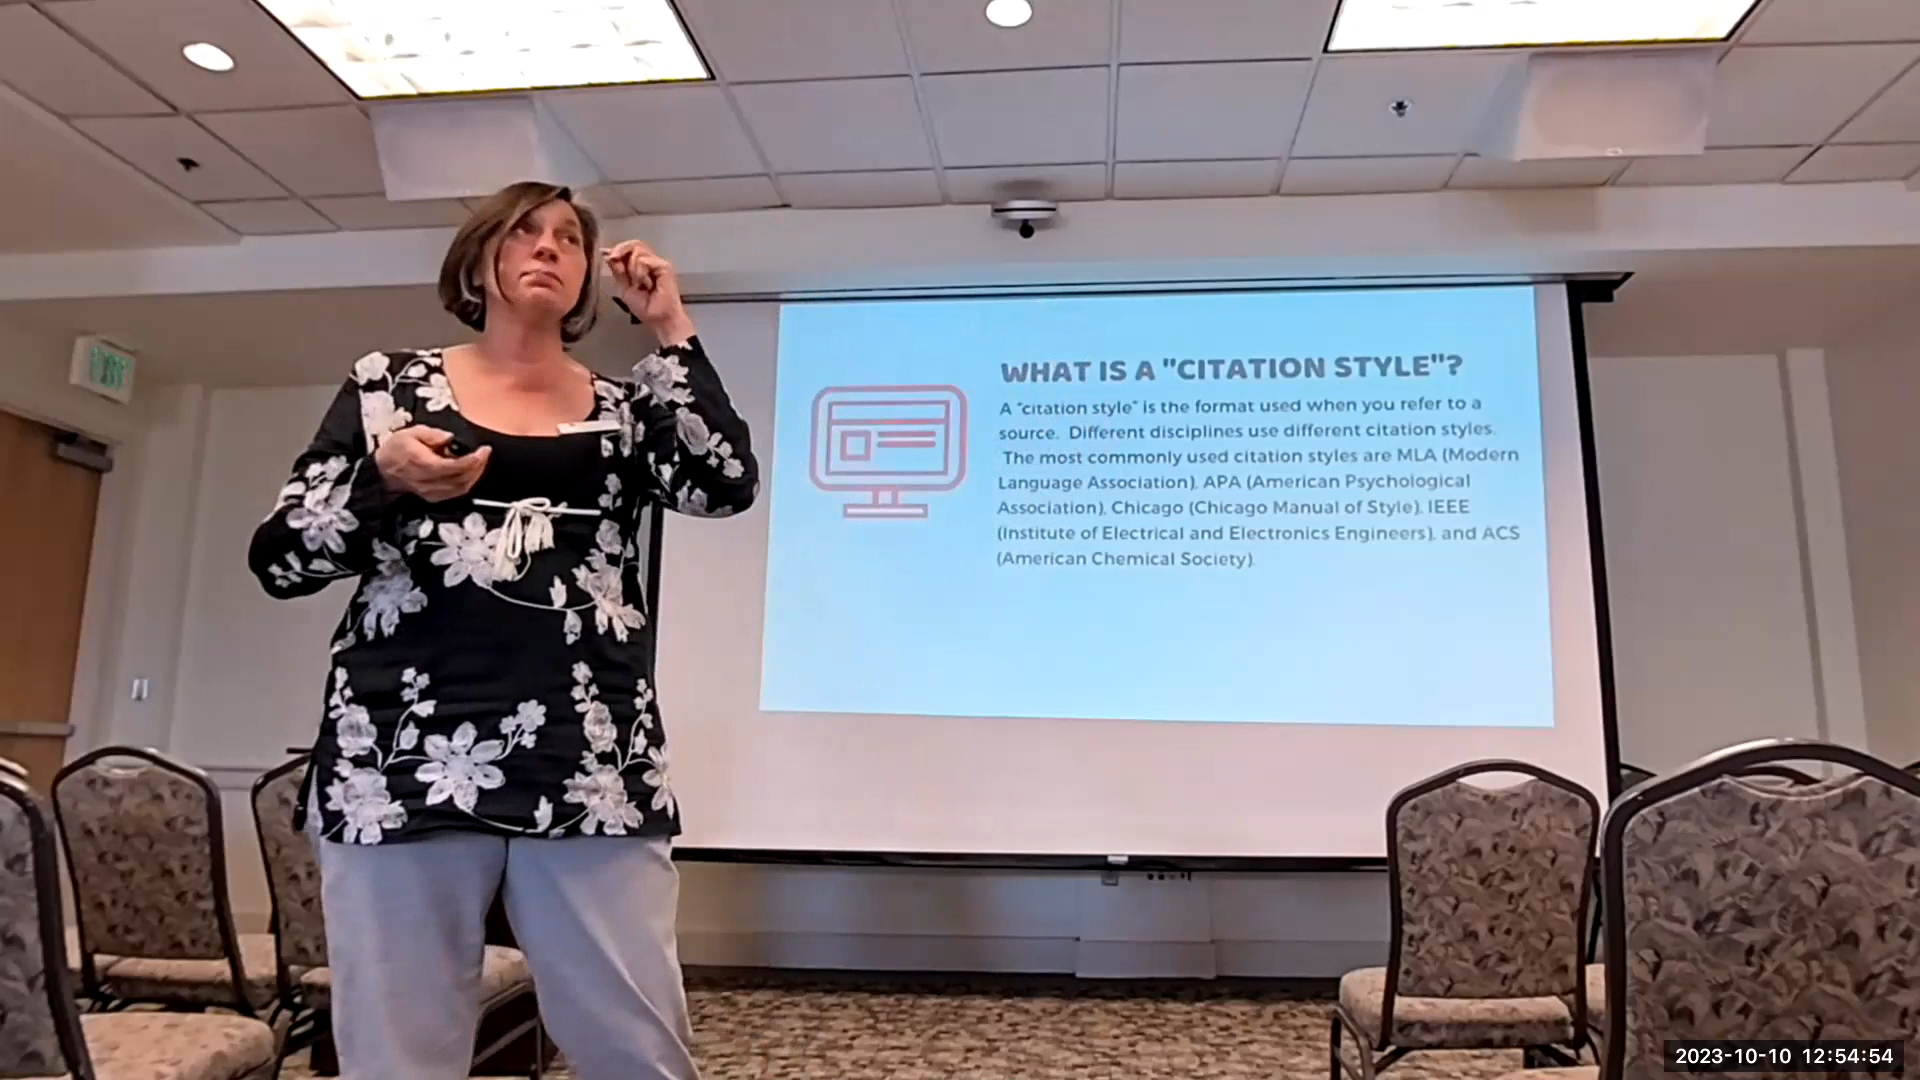 EXIT
WHAT IS A "CITATION STYLE"?
A "citation style" is the format used when you refer to a
source. Different disciplines use different citation styles.
The most commonly used citation styles are MLA (Modern
Language Association), APA (American Psychological
Association), Chicago (Chicago Manual of Style), IEEE
(Institute of Electrical and Electronics Engineers), and ACS
(American Chemical Society).
2023-10-10 12:54:54